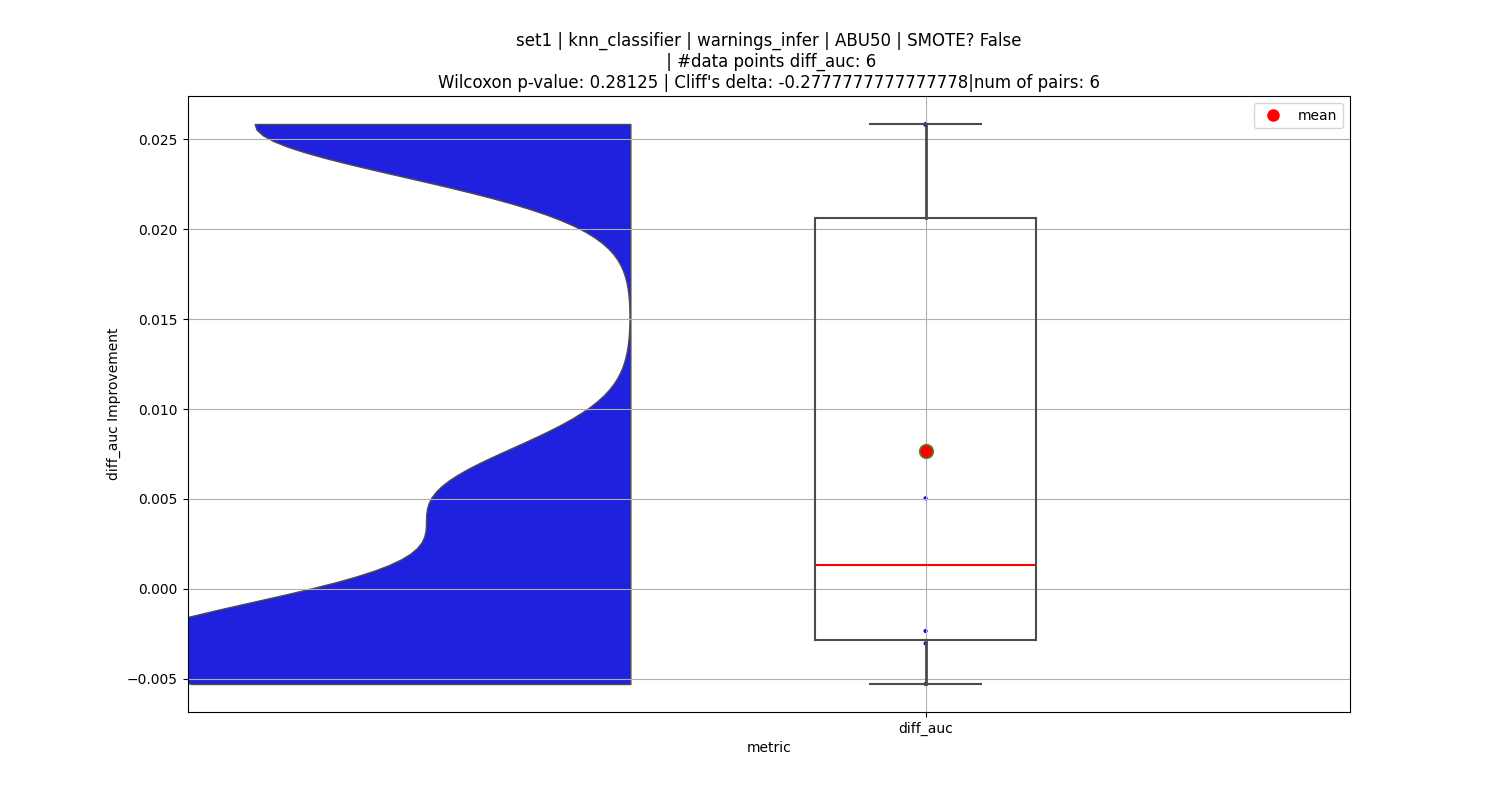 set1 | knn_classifier | warnings_infer | ABU50 | SMOTE? False
| #data points diff_auc: 6
Wilcoxon p-value: 0.28125 | Cliff's delta: -0.2777777777777778|num of pairs: 6
mean
0.025
0.020
0.015
0.010
0.005
0.000
−0.005
diff_auc Improvement
diff_auc
metric